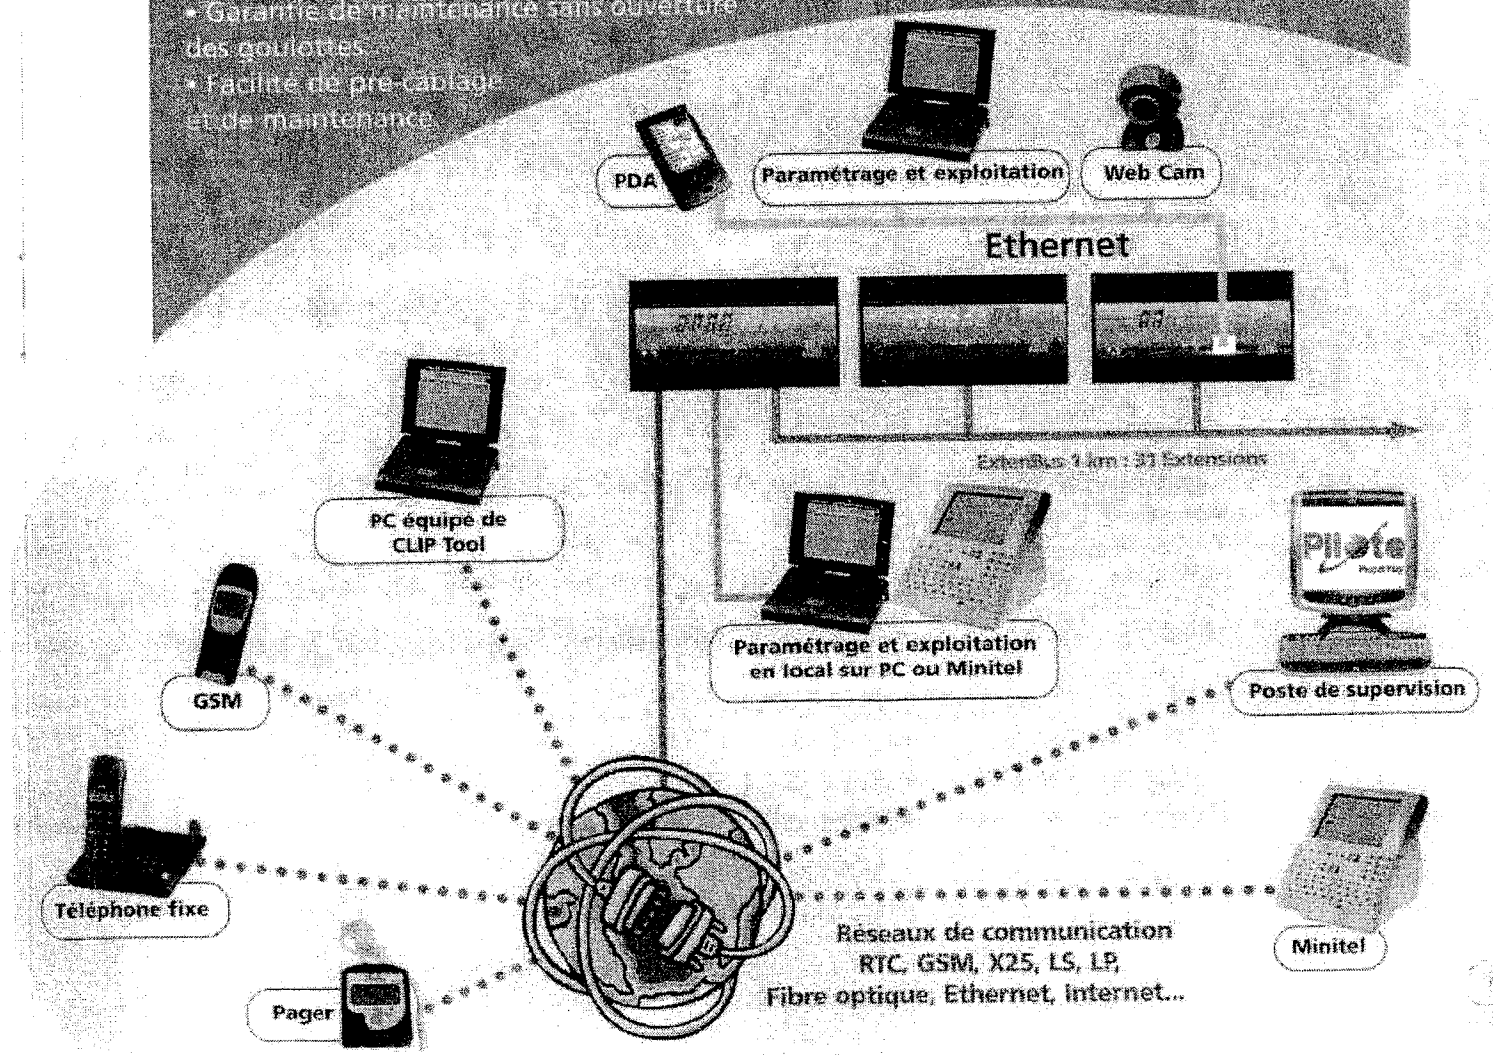 • Garantie de maintenance sans ouverture
des goulottes
• Facilité de pré-câblage
et de maintenance
PDA
Paramétrage et exploitation
Web Cam
Ethernet
ExtenBus 1 km : 31 Extensions
PC équipé de
CLIP Tool
Pilote
GSM
Paramétrage et exploitation
en local sur PC ou Minitel
Poste de supervision
Téléphone fixe
Réseaux de communication
RTC, GSM, X25, LS, LP,
Fibre optique, Ethernet, Internet...
Minitel
Pager